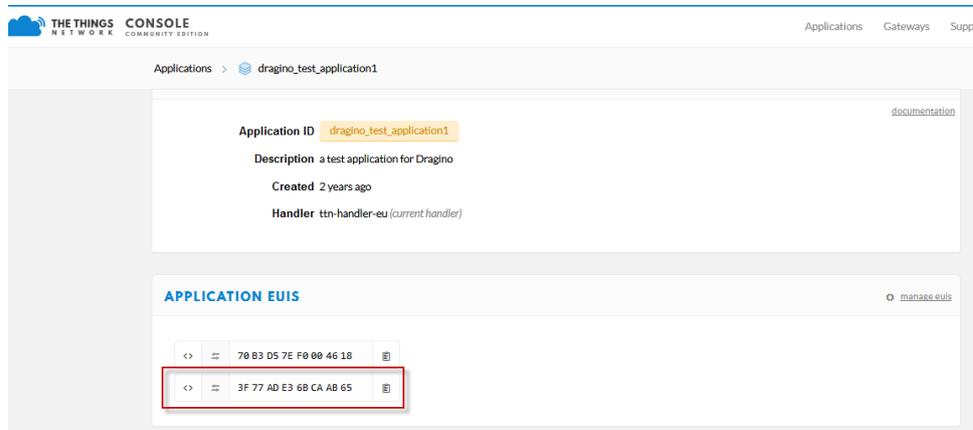 THE THINGS CONSOLE
NETWORK COMMUNITY EDITION
Applications Gateways Supp
Applications > dragino_test_application1
documentation
Application ID dragino_test_application1
Description a test application for Dragino
Created 2 years ago
Handler ttn-handler-eu (current handler)
APPLICATION EUIS
manage euis
<> 70 B3 D5 7E F0 00 46 18
<> 3F 77 AD E3 6B CA AB 65